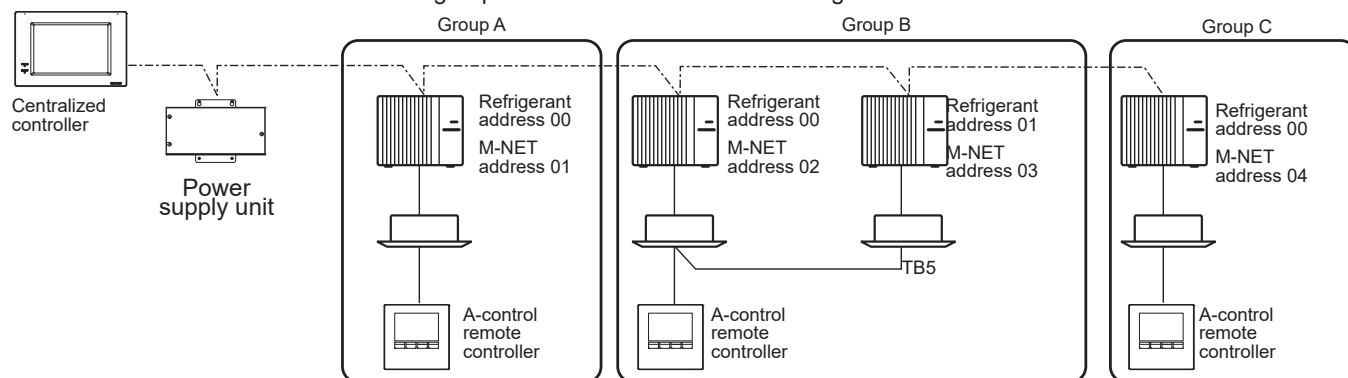 Group A
Group B
Group C
Centralized
controller
Power
supply unit
Refrigerant
address 00
M-NET
address 01
Refrigerant
address 00
M-NET
address 02
Refrigerant
address 01
M-NET
address 03
Refrigerant
address 00
M-NET
address 04
TB5
A-control
remote
controller
A-control
remote
controller
A-control
remote
controller